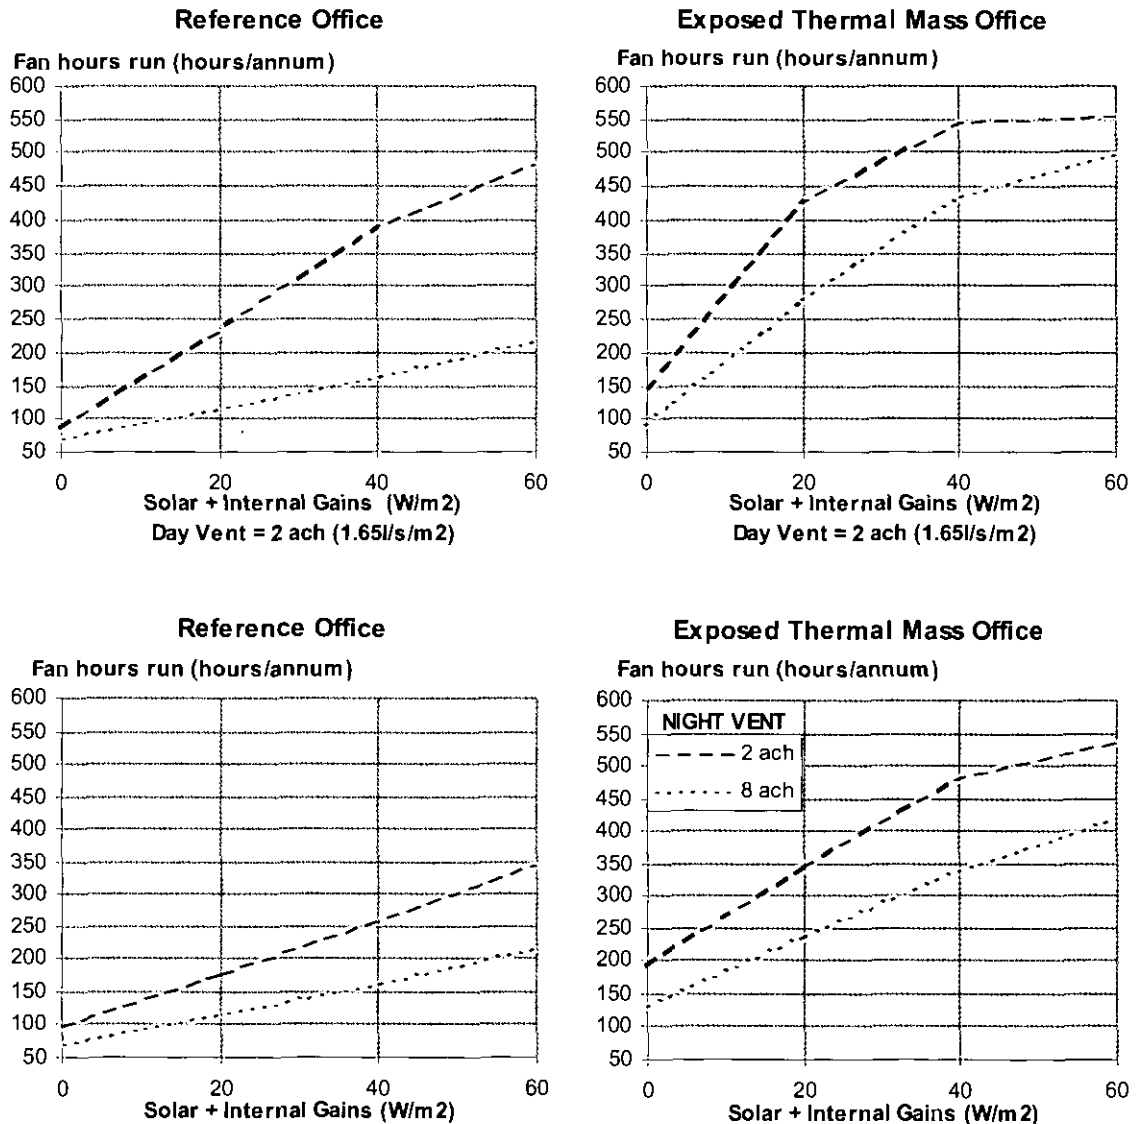 Reference Office
Fan hours run (hours/annum)
600
550
500
450
400
350
300
250
200
150
100
50
0 20 40 60
Solar + Internal Gains (W/m2)
Day Vent = 2 ach (1.65l/s/m2)
Exposed Thermal Mass Office
Fan hours run (hours/annum)
600
550
500
450
400
350
300
250
200
150
100
50
0 20 40 60
Solar + Internal Gains (W/m2)
Day Vent = 2 ach (1.65l/s/m2)
Reference Office
Fan hours run (hours/annum)
600
550
500
450
400
350
300
250
200
150
100
50
0 20 40 60
Solar + Internal Gains (W/m2)
Exposed Thermal Mass Office
Fan hours run (hours/annum)
600
550
500
450
400
350
300
250
200
150
100
50
NIGHT VENT
2 ach
8 ach
0 20 40 60
Solar + Internal Gains (W/m2)